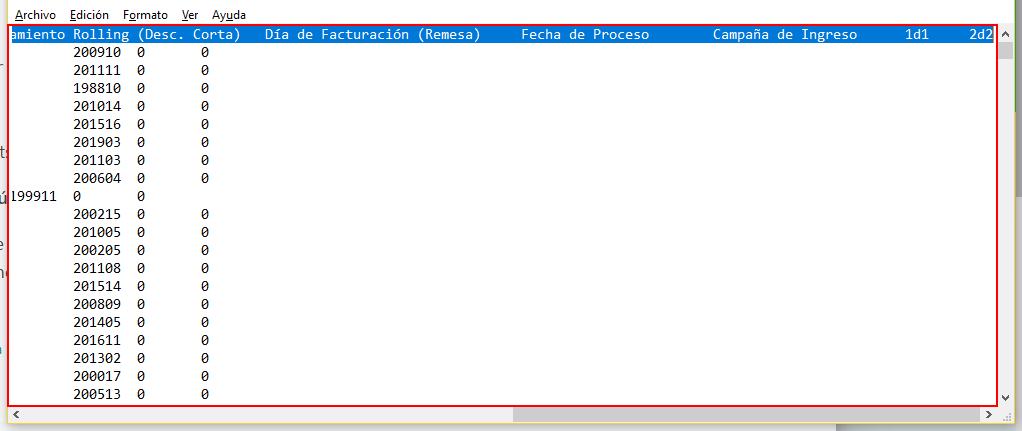 Archivo Edición Formato Ver Ayuda
amiento Rolling (Desc. Corta) Día de Facturación (Remesa) Fecha de Proceso Campaña de Ingreso 1d1 2d2
200910 0 0
201111 0 0
198810 0 0
201014 0 0
201516 0 0
201903 0 0
201103 0 0
200604 0 0
199911 0 0
200215 0 0
201005 0 0
200205 0 0
201108 0 0
201514 0 0
200809 0 0
201405 0 0
201611 0 0
201302 0 0
200017 0 0
200513 0 0